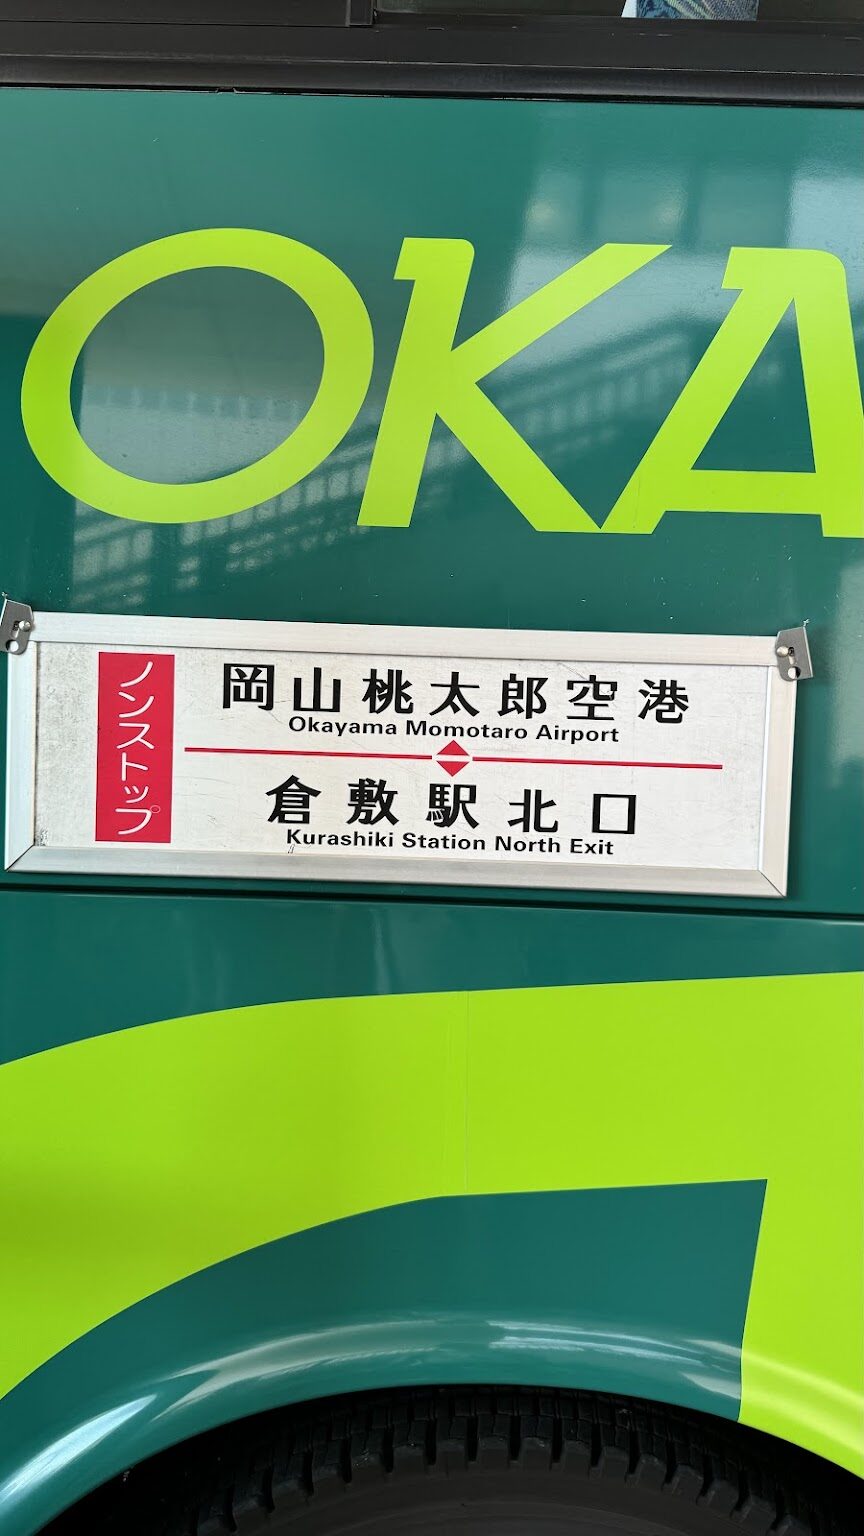 OKA
ノンストップ
岡山桃太郎空港
Okayama Momotaro Airport
倉敷駅北口
Kurashiki Station North Exit